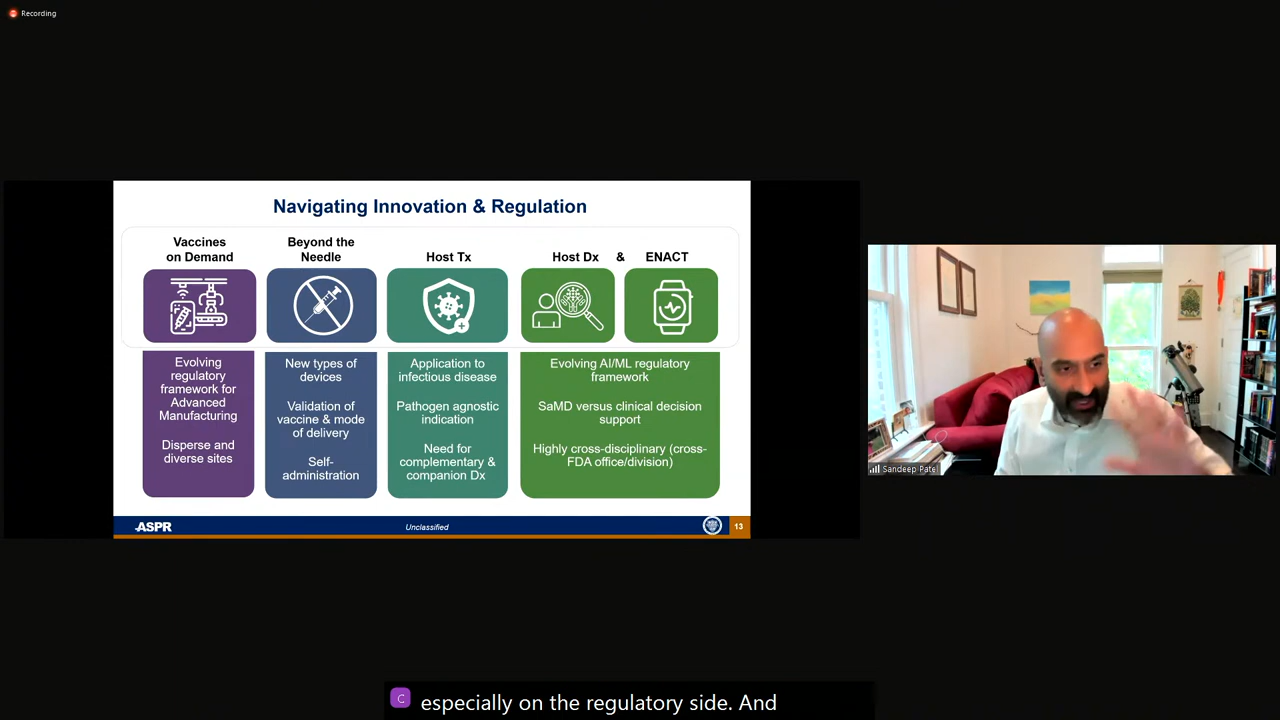 Recording
Navigating Innovation & Regulation
Vaccines
on Demand
Beyond the
Needle
Host Tx
Host Dx & ENACT
Evolving
regulatory
framework for
Advanced
Manufacturing
Disperse and
diverse sites
New types of
devices
Validation of
vaccine & mode
of delivery
Self-
administration
Application to
infectious disease
Pathogen agnostic
indication
Need for
complementary &
companion Dx
Evolving AI/ML regulatory
framework
SaMD versus clinical decision
support
Highly cross-disciplinary (cross-
FDA office/division)
ASPR
Unclassified
13
Sandeep Patel
C
especially on the regulatory side. And